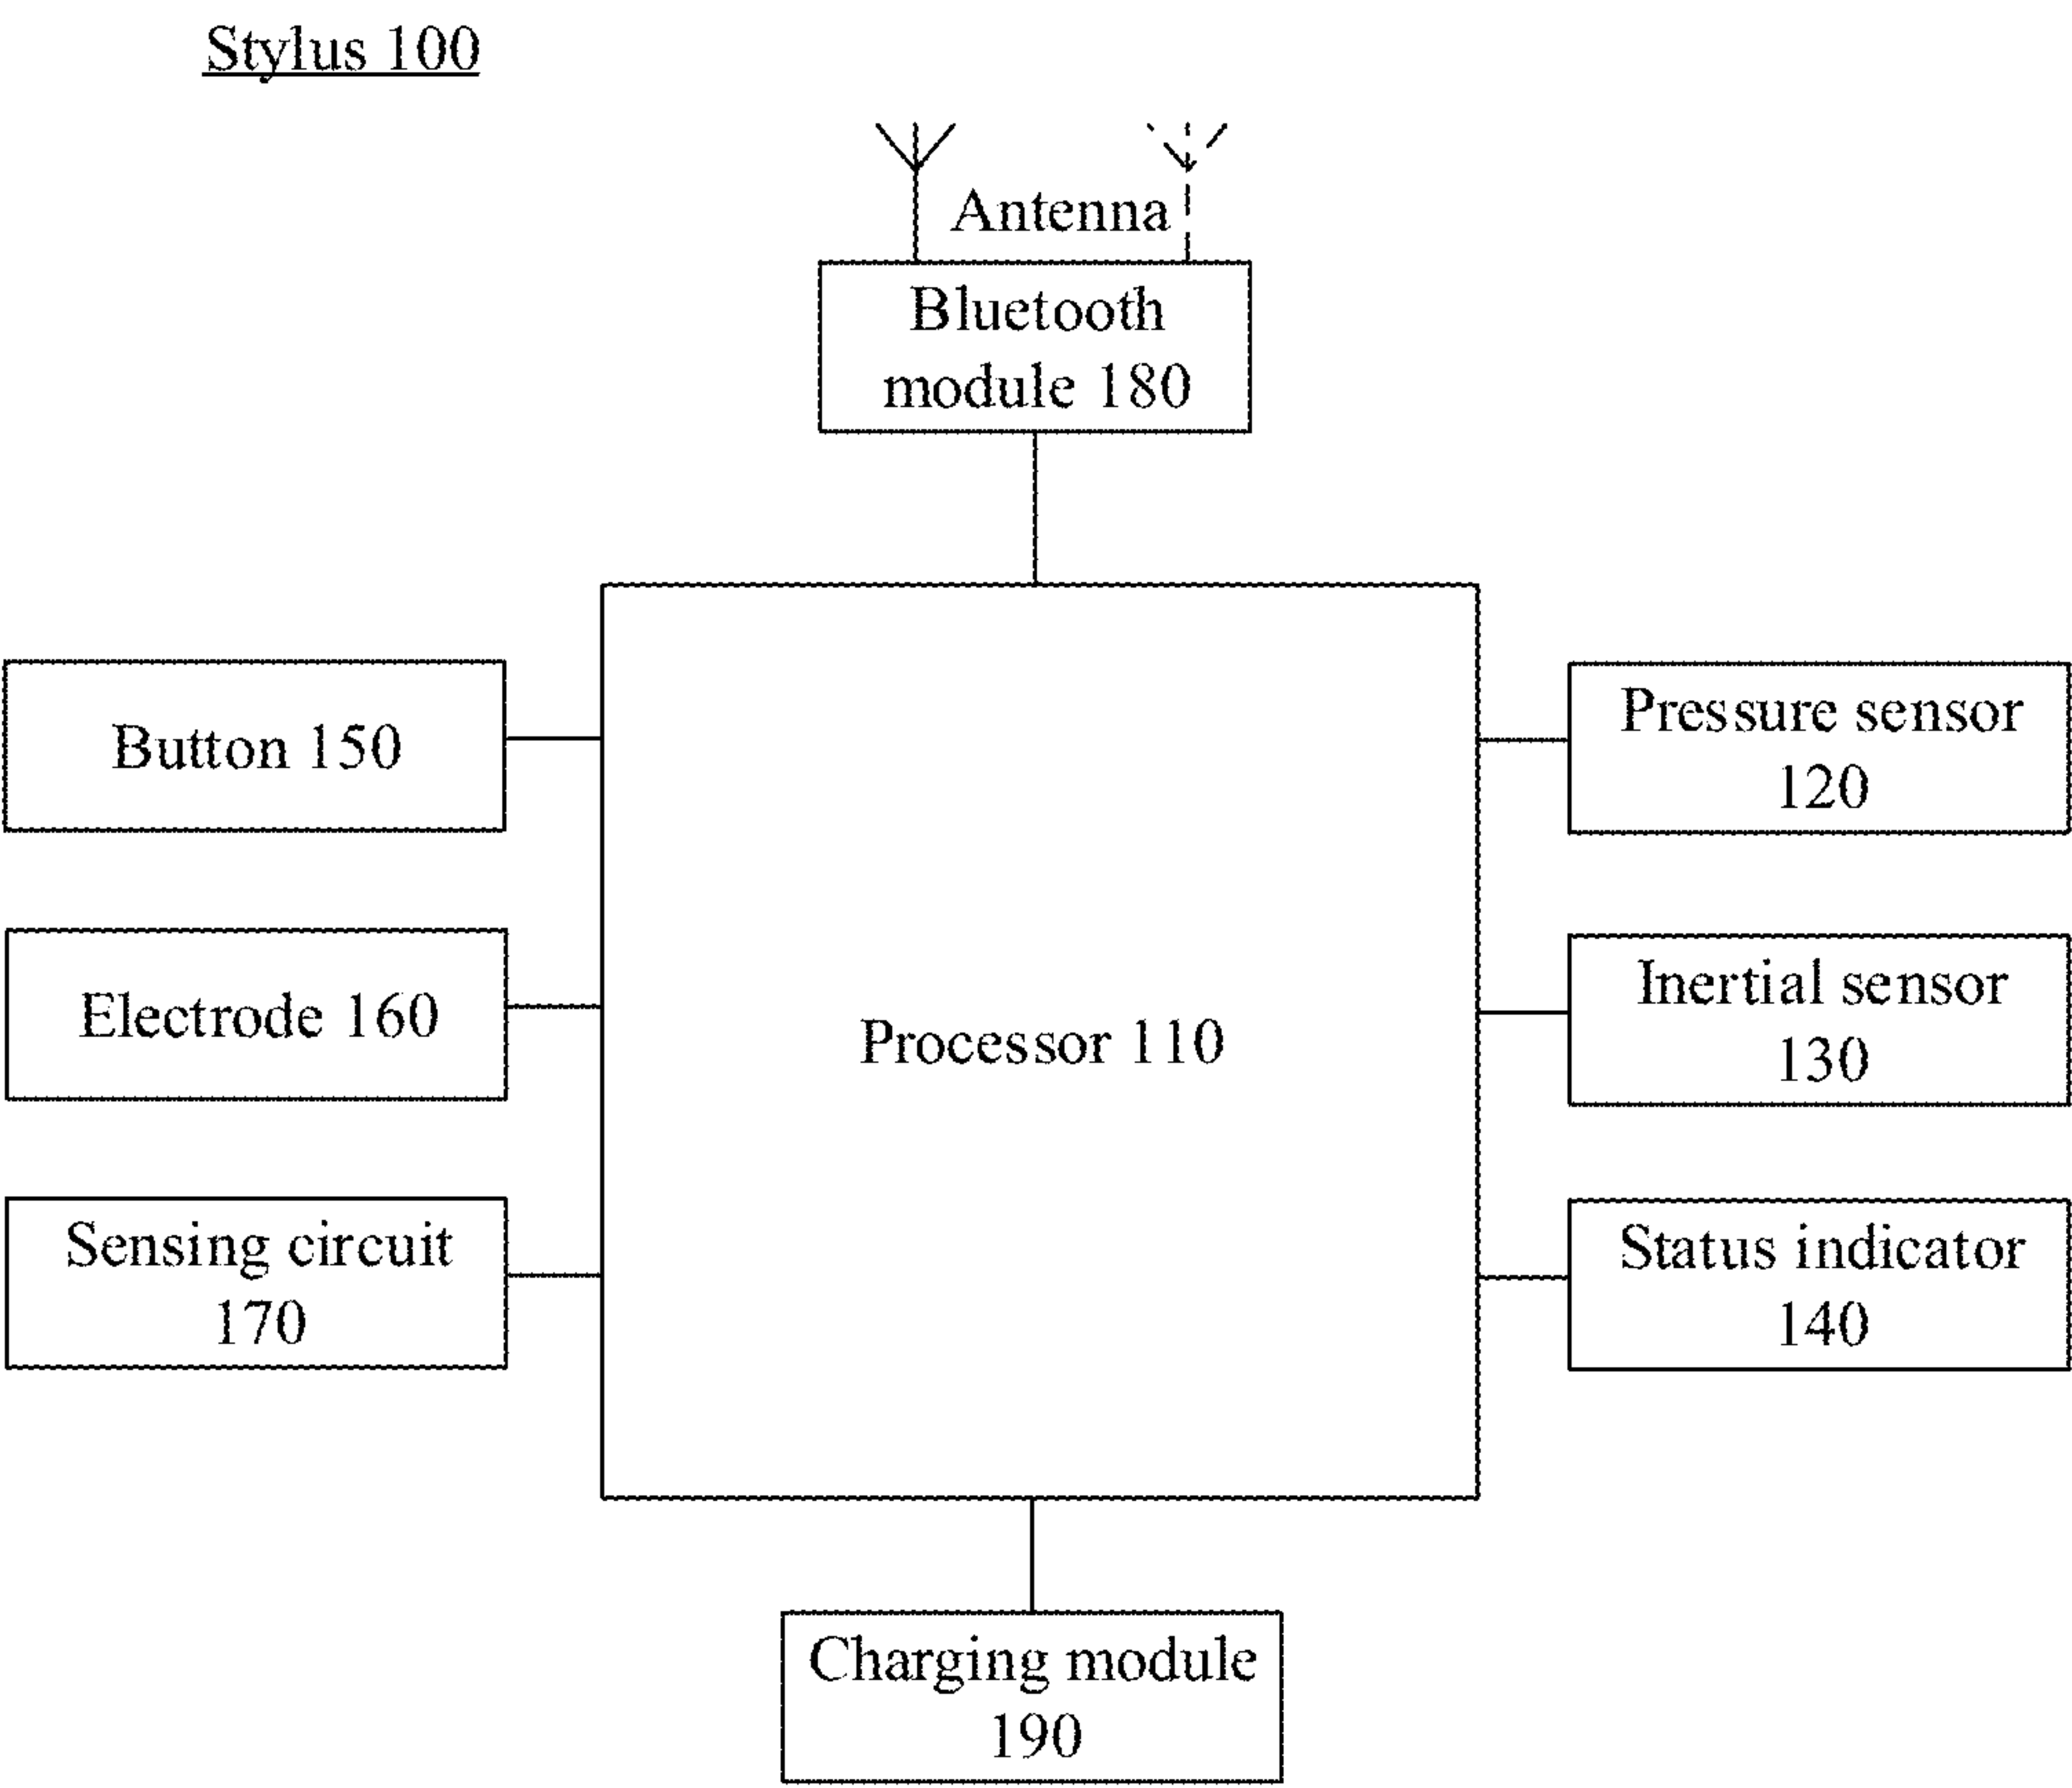 Stylus 100
Antenna
Bluetooth
module 180
Button 150
Pressure sensor
120
Electrode 160
Inertial sensor
130
Processor 110
Sensing circuit
170
Status indicator
140
Charging module
190